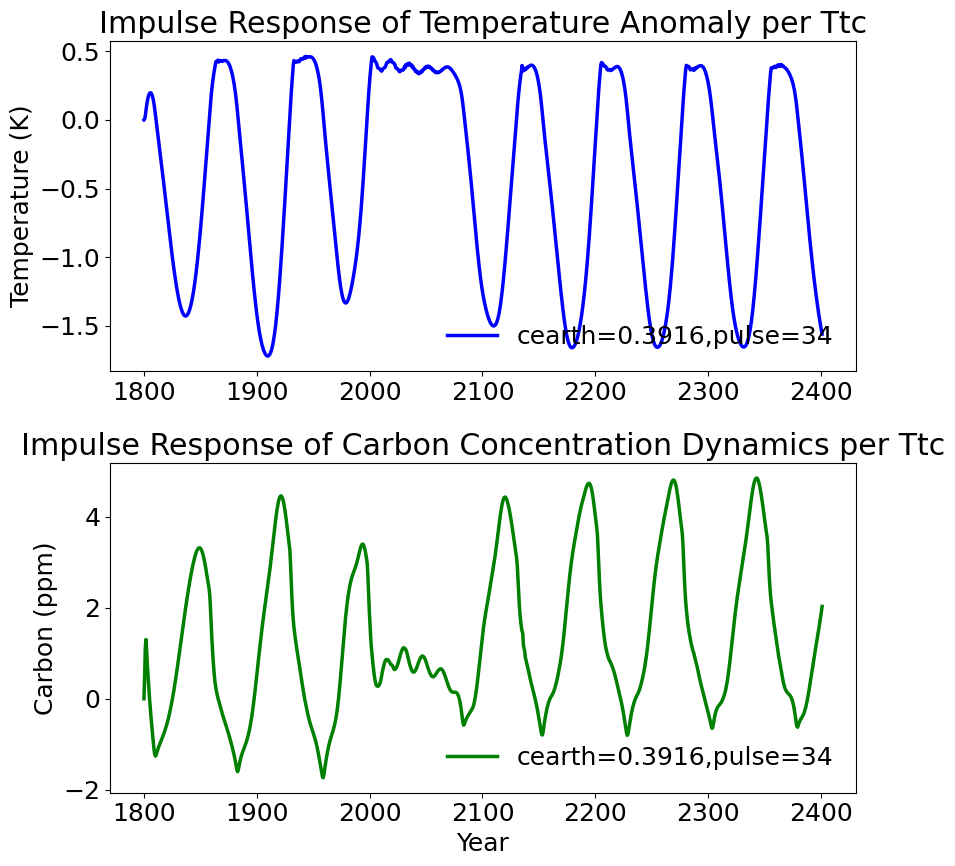 Impulse Response of Temperature Anomaly per Ttc
0.5
0.0
−0.5
−1.0
−1.5
Temperature (K)
cearth=0.3916,pulse=34
1800 1900 2000 2100 2200 2300 2400
Impulse Response of Carbon Concentration Dynamics per Ttc
4
2
0
−2
Carbon (ppm)
cearth=0.3916,pulse=34
1800 1900 2000 2100 2200 2300 2400
Year